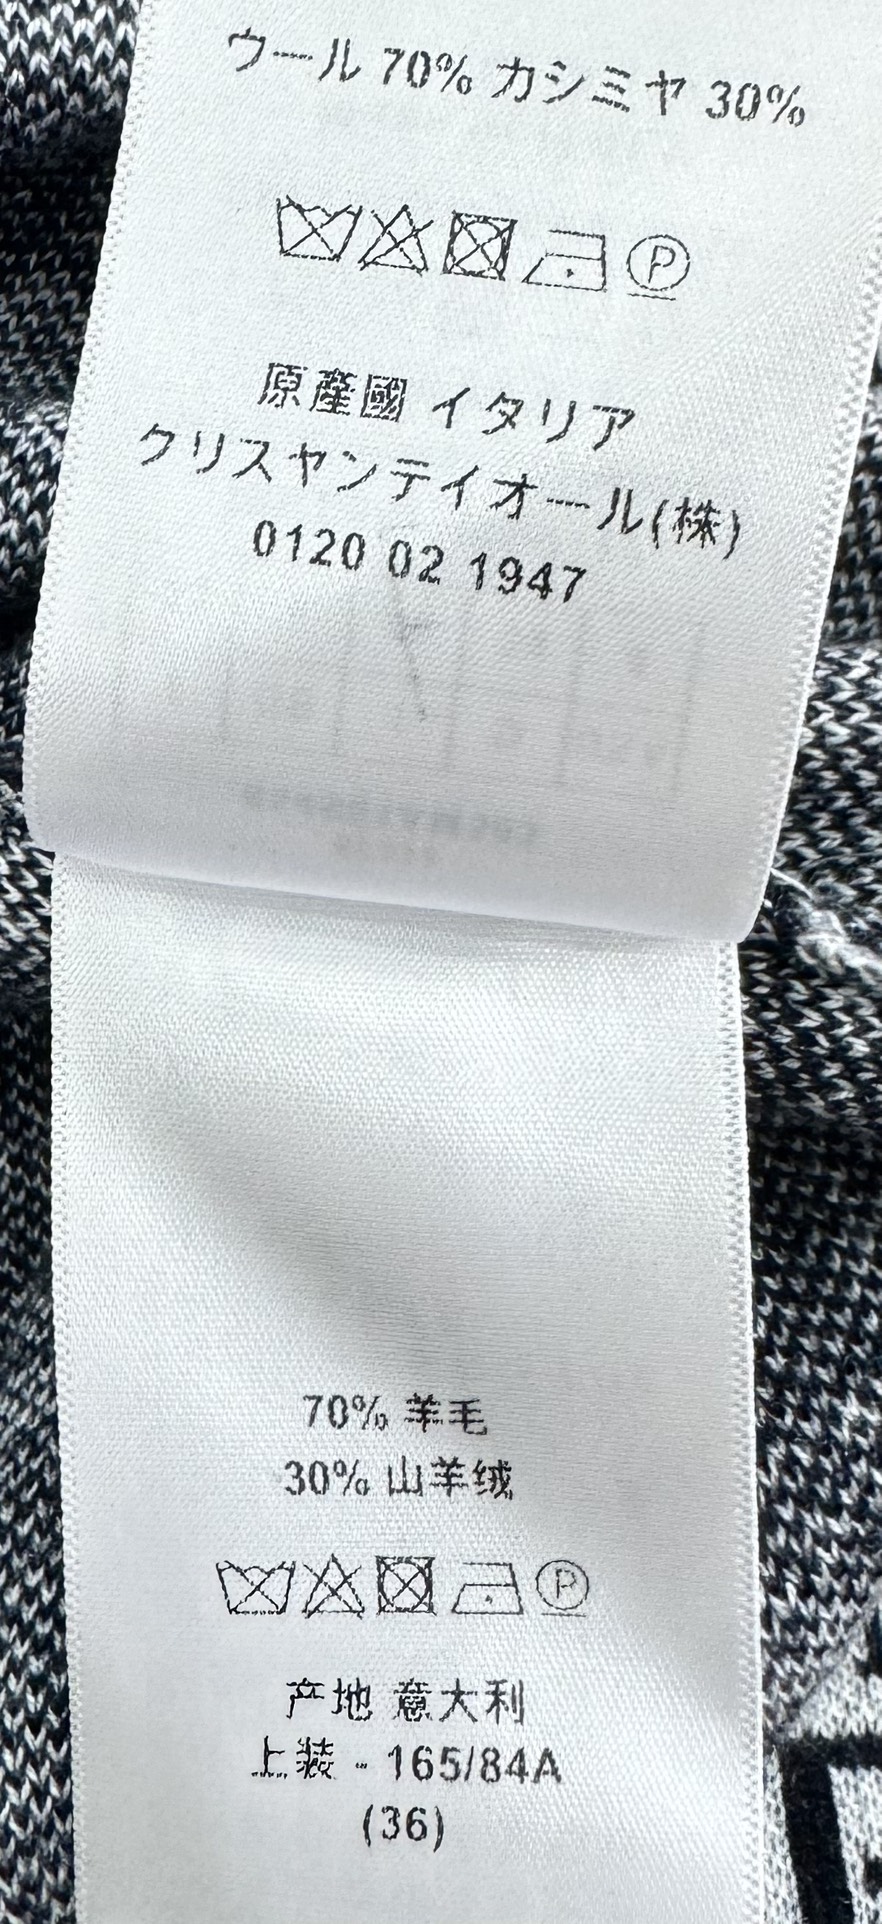 ウール 70% カシミヤ 30%
P
原産國 イタリア
クリスヤンテイオール(株)
0120 02 1947
70% 羊毛
30% 山羊绒
P
产地 意大利
上装 - 165/84A
(36)